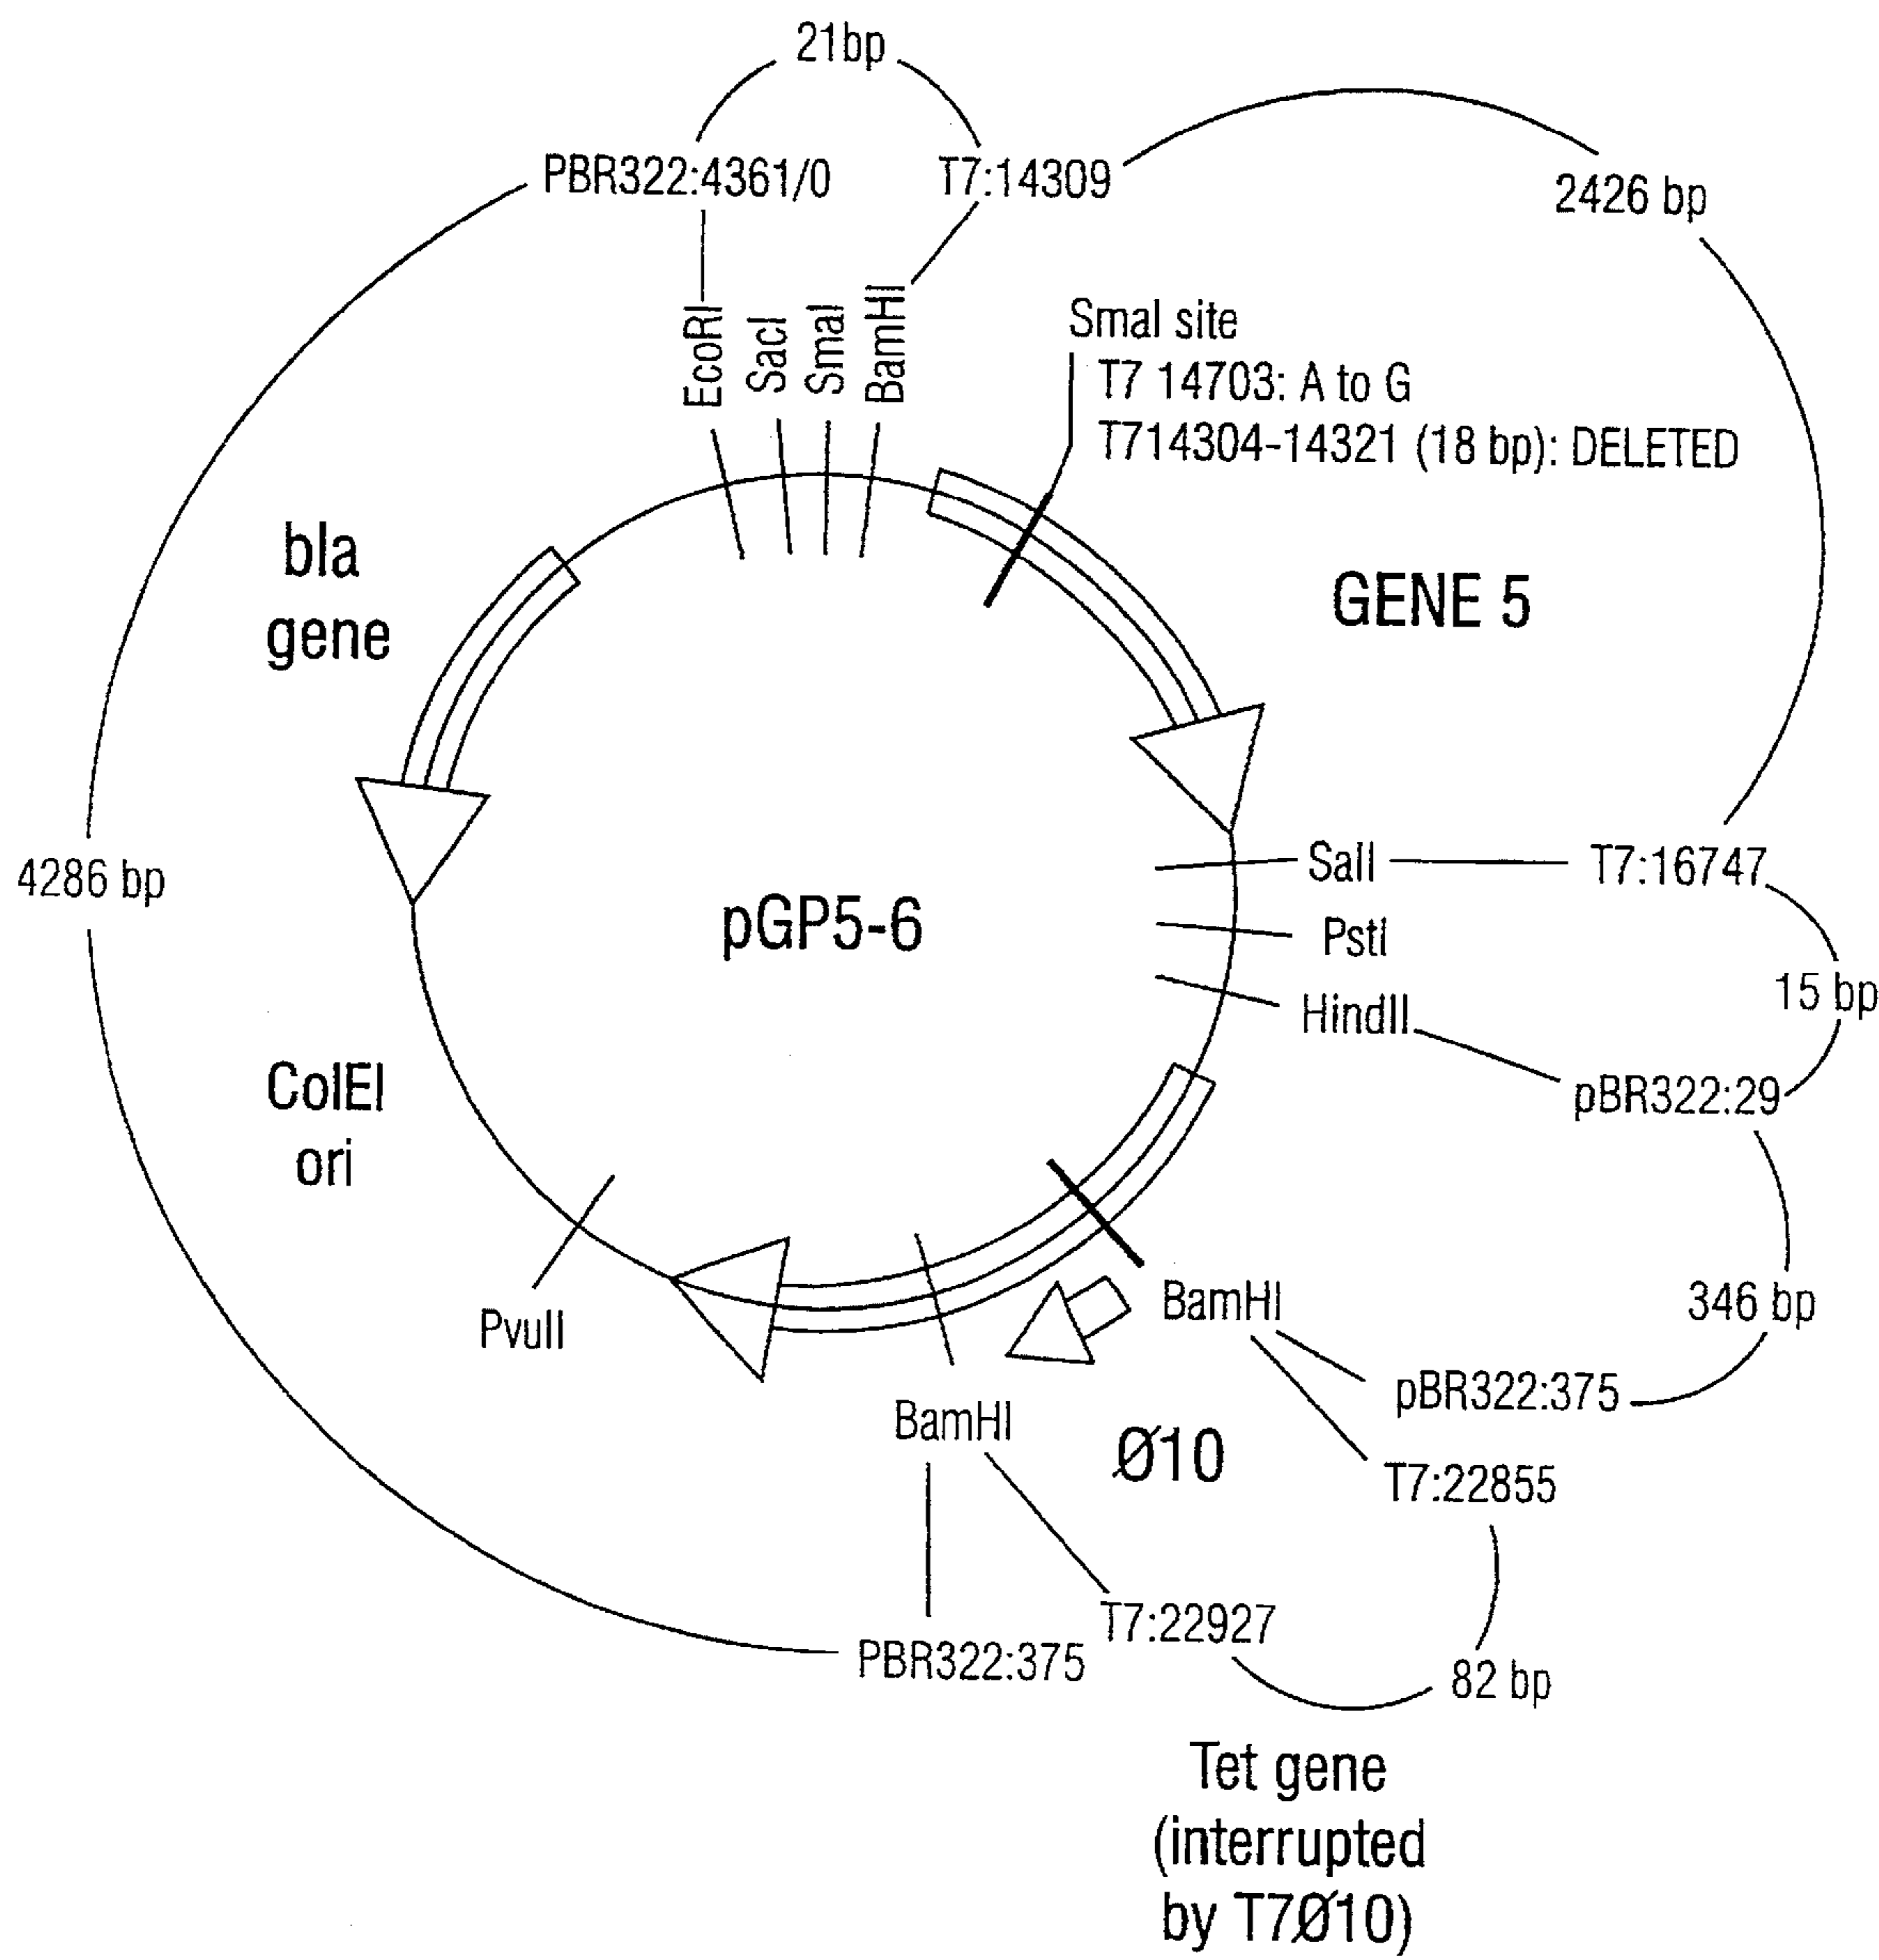 21bp
PBR322:4361/0
T7:14309
2426 bp
EcoRI
SacI
SmaI
BamHI
SmaI site
T7 14703: A to G
T714304-14321 (18 bp): DELETED
bla
gene
GENE 5
4286 bp
pGP5-6
SalI
T7:16747
PstI
15 bp
HindII
pBR322:29
ColEI
ori
PvuII
BamHI
346 bp
pBR322:375
BamHI
Ø10
T7:22855
T7:22927
PBR322:375
82 bp
Tet gene
(interrupted
by T7Ø10)